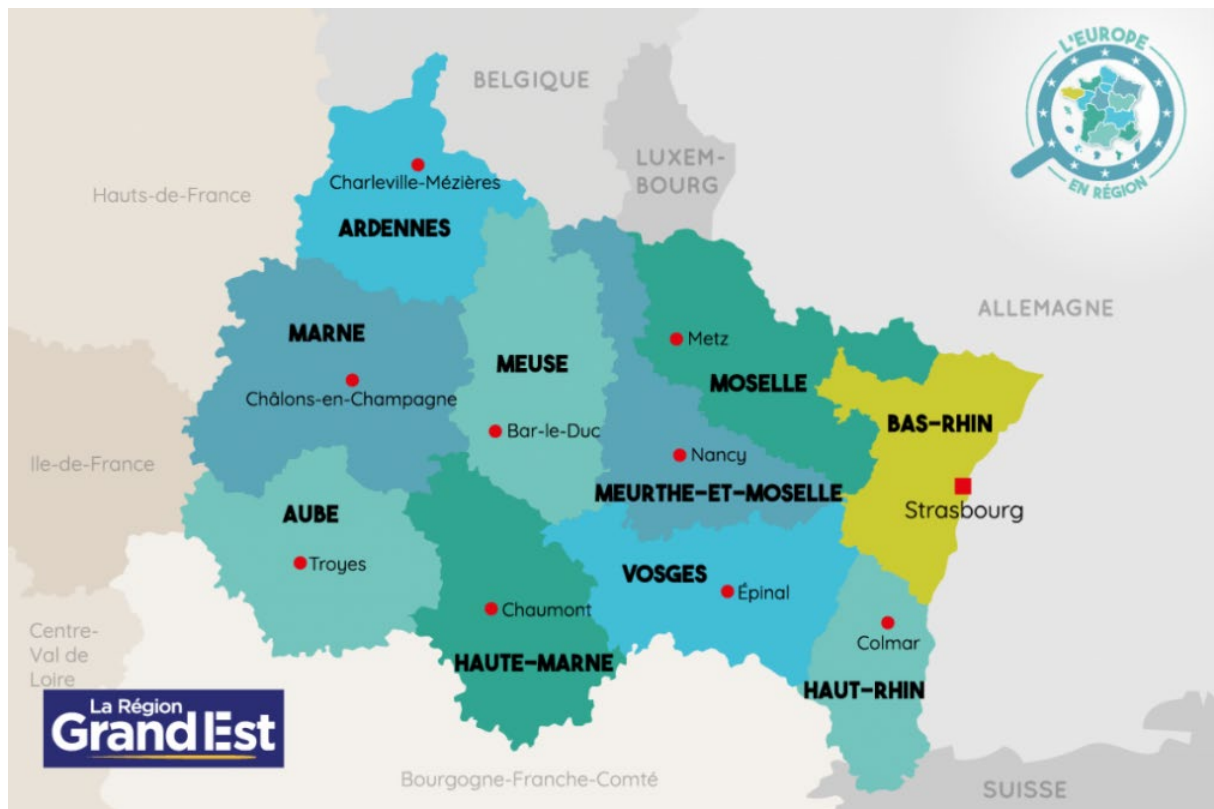 L'EUROPE
EN RÉGION
BELGIQUE
LUXEM-
BOURG
Hauts-de-France
Charleville-Mézières
ARDENNES
ALLEMAGNE
MARNE
Châlons-en-Champagne
MEUSE
Bar-le-Duc
Metz
MOSELLE
BAS-RHIN
Strasbourg
Ile-de-France
Nancy
MEURTHE-ET-MOSELLE
AUBE
Troyes
VOSGES
Épinal
Chaumont
HAUTE-MARNE
Colmar
HAUT-RHIN
Centre-
Val de
Loire
La Région
Grand Est
Bourgogne-Franche-Comté
SUISSE